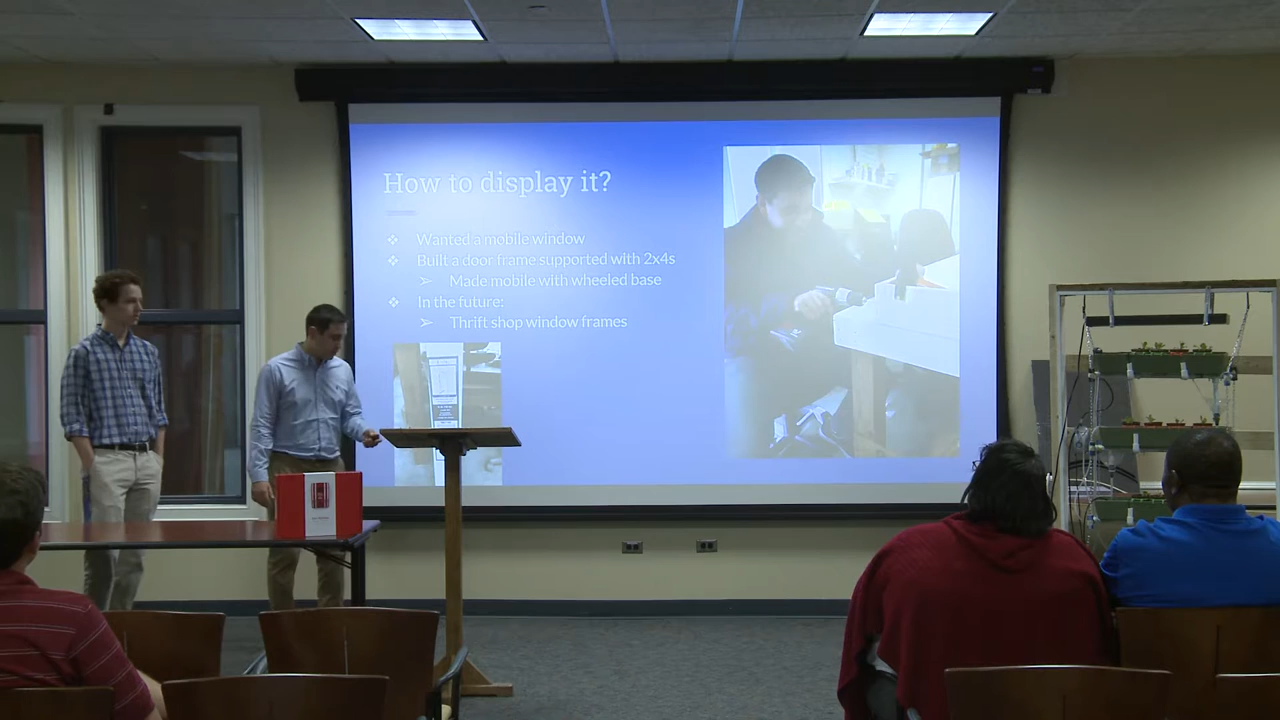 How to display it?
❖ Wanted a mobile window
❖ Built a door frame supported with 2x4s
➢ Made mobile with wheeled base
❖ In the future:
➢ Thrift shop window frames